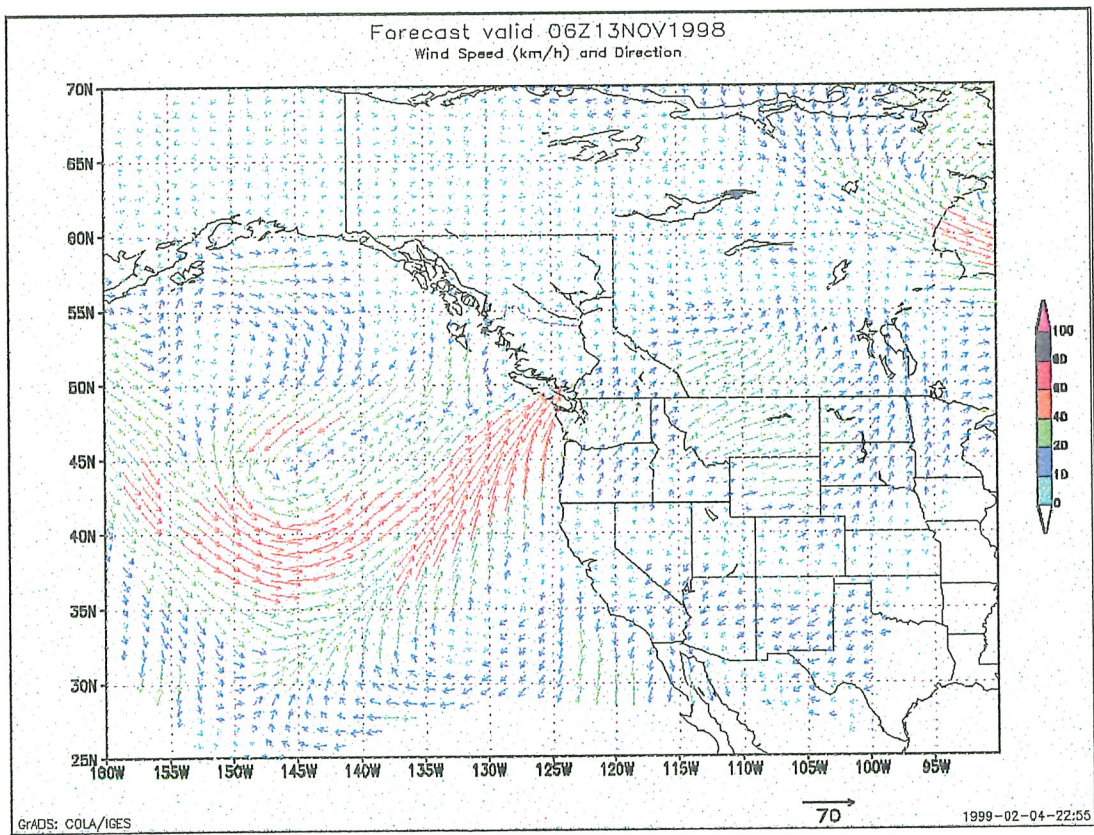 Forecast valid 06Z13NOV1998
Wind Speed (km/h) and Direction
70N
65N
60N
55N
50N
45N
40N
35N
30N
25N
160W 155W 150W 145W 140W 135W 130W 125W 120W 115W 110W 105W 100W 95W
100
80
60
40
20
10
0
70
GrADS: COLA/IGES
1999-02-04-22:55